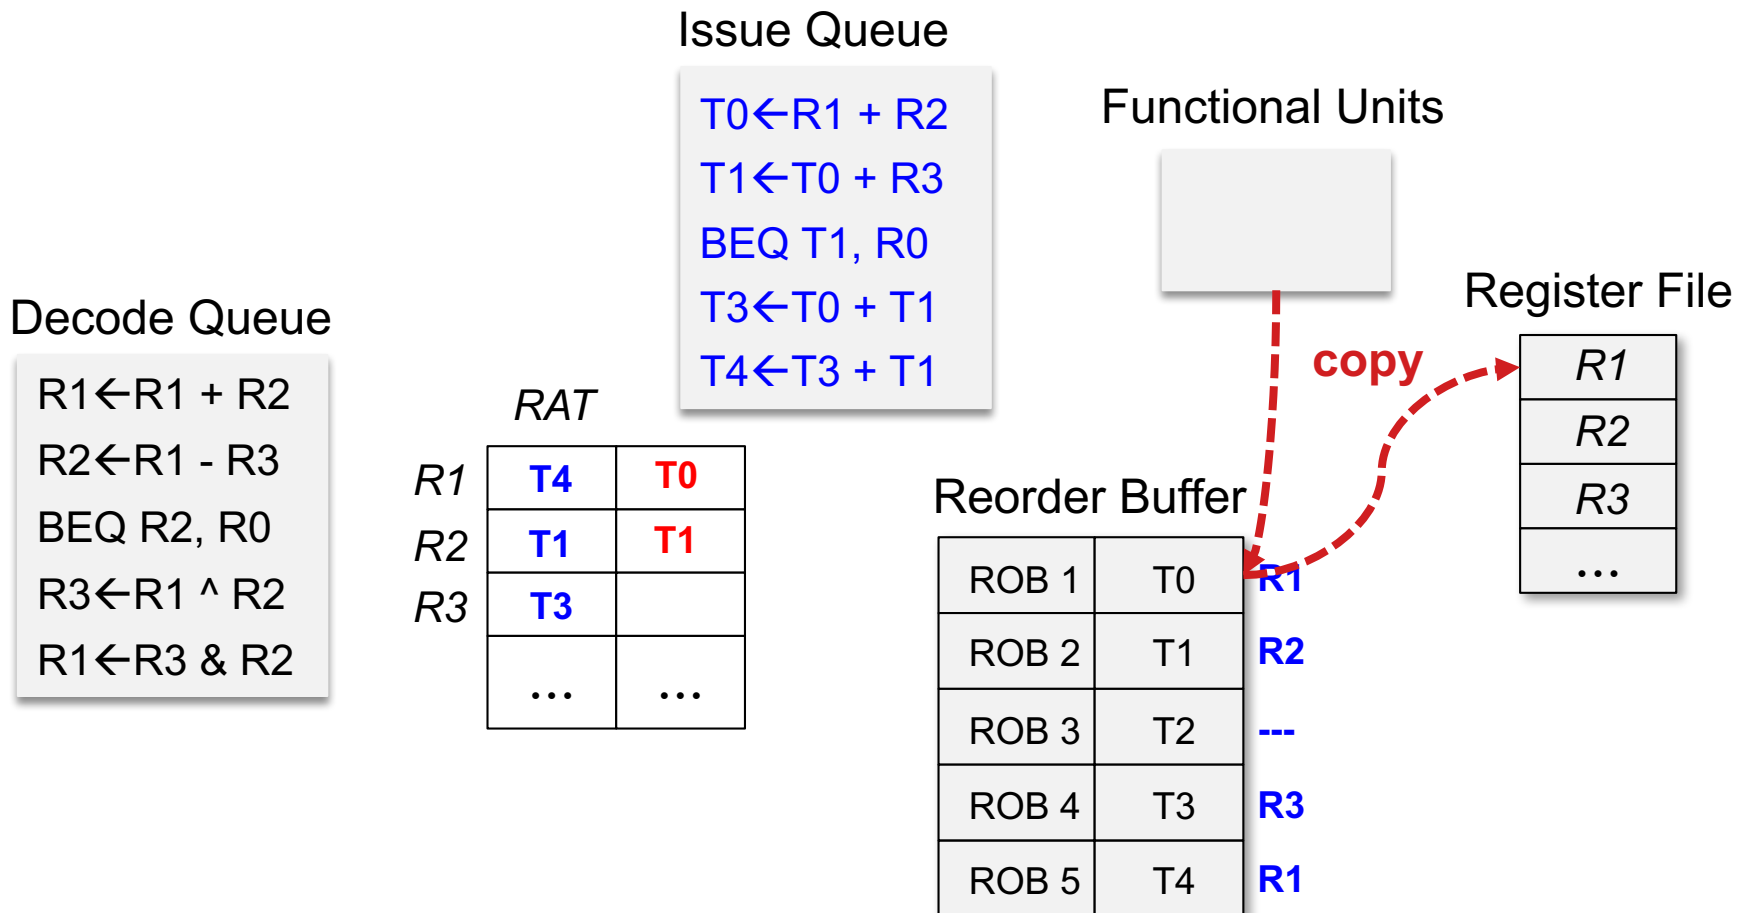 Issue Queue
T0←R1 + R2
T1←T0 + R3
BEQ T1, R0
T3←T0 + T1
T4←T3 + T1
Functional Units
Decode Queue
R1←R1 + R2
R2←R1 - R3
BEQ R2, R0
R3←R1 ^ R2
R1←R3 & R2
RAT
R1 T4 T0
R2 T1 T1
R3 T3
... ...
copy
Register File
R1
R2
R3
...
Reorder Buffer
ROB 1 T0 R1
ROB 2 T1 R2
ROB 3 T2 ---
ROB 4 T3 R3
ROB 5 T4 R1